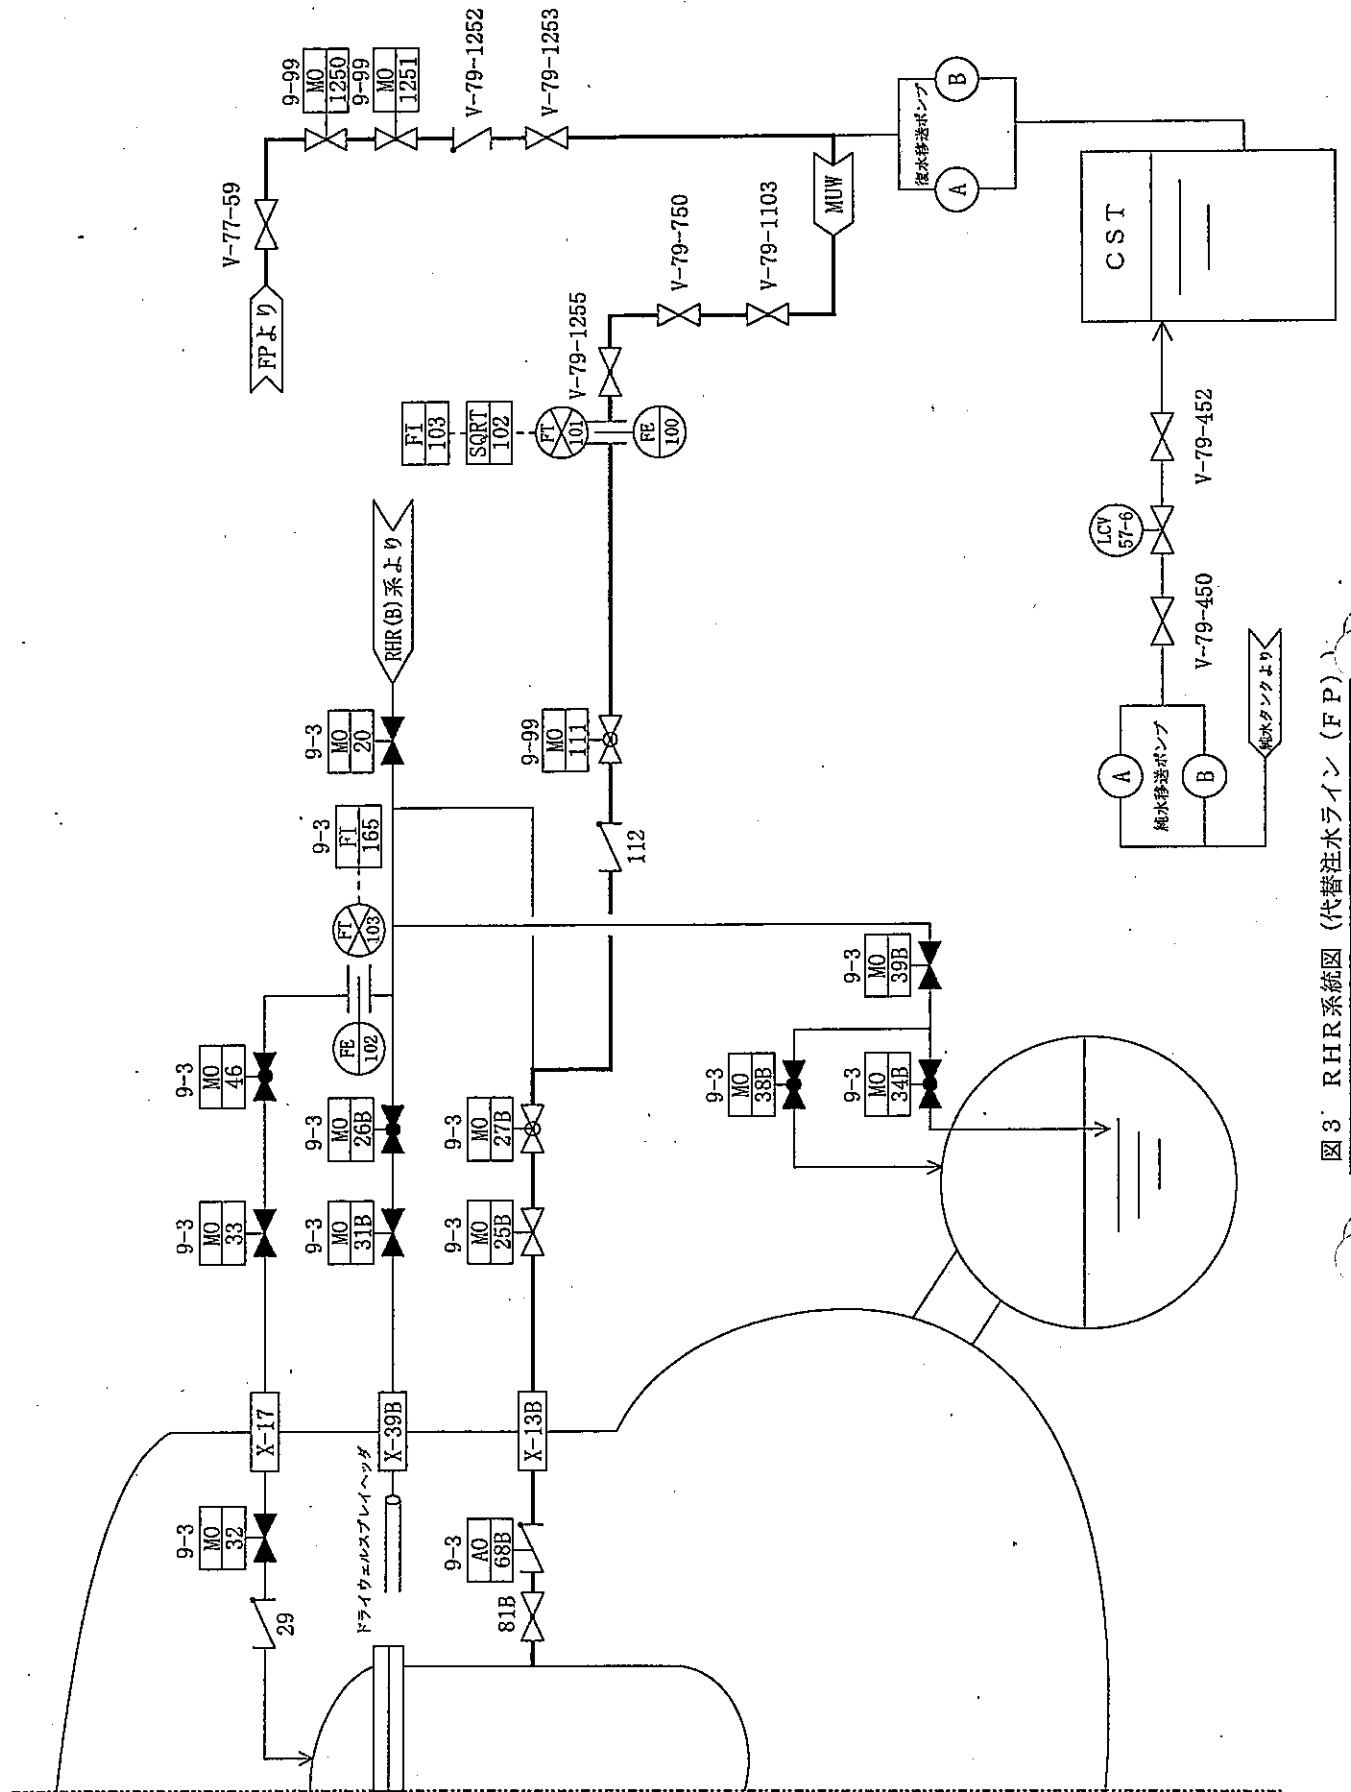 9-99
MO
1250
9-99
MO
1251
V-79-1252
V-79-1253
V-77-59
FPより
復水移送ポンプ
A
B
MUW
V-79-750
V-79-1103
V-79-1255
CST
FI
103
SQRT
102
FT
101
FE
100
RHR(B)系より
9-3
MO
20
9-99
MO
111
112
9-3
FI
165
FT
103
FE
102
9-3
MO
46
9-3
MO
33
9-3
MO
26B
9-3
MO
31B
9-3
MO
27B
9-3
MO
25B
9-3
MO
39B
9-3
MO
38B
9-3
MO
34B
X-17
X-39B
X-13B
9-3
MO
32
29
ドライウェルスプレイヘッダ
9-3
AO
68B
81B
V-79-452
LCV
57-6
V-79-450
A
純水移送ポンプ
B
純水タンクより
図3 RHR系統図(代替注水ライン(FP))